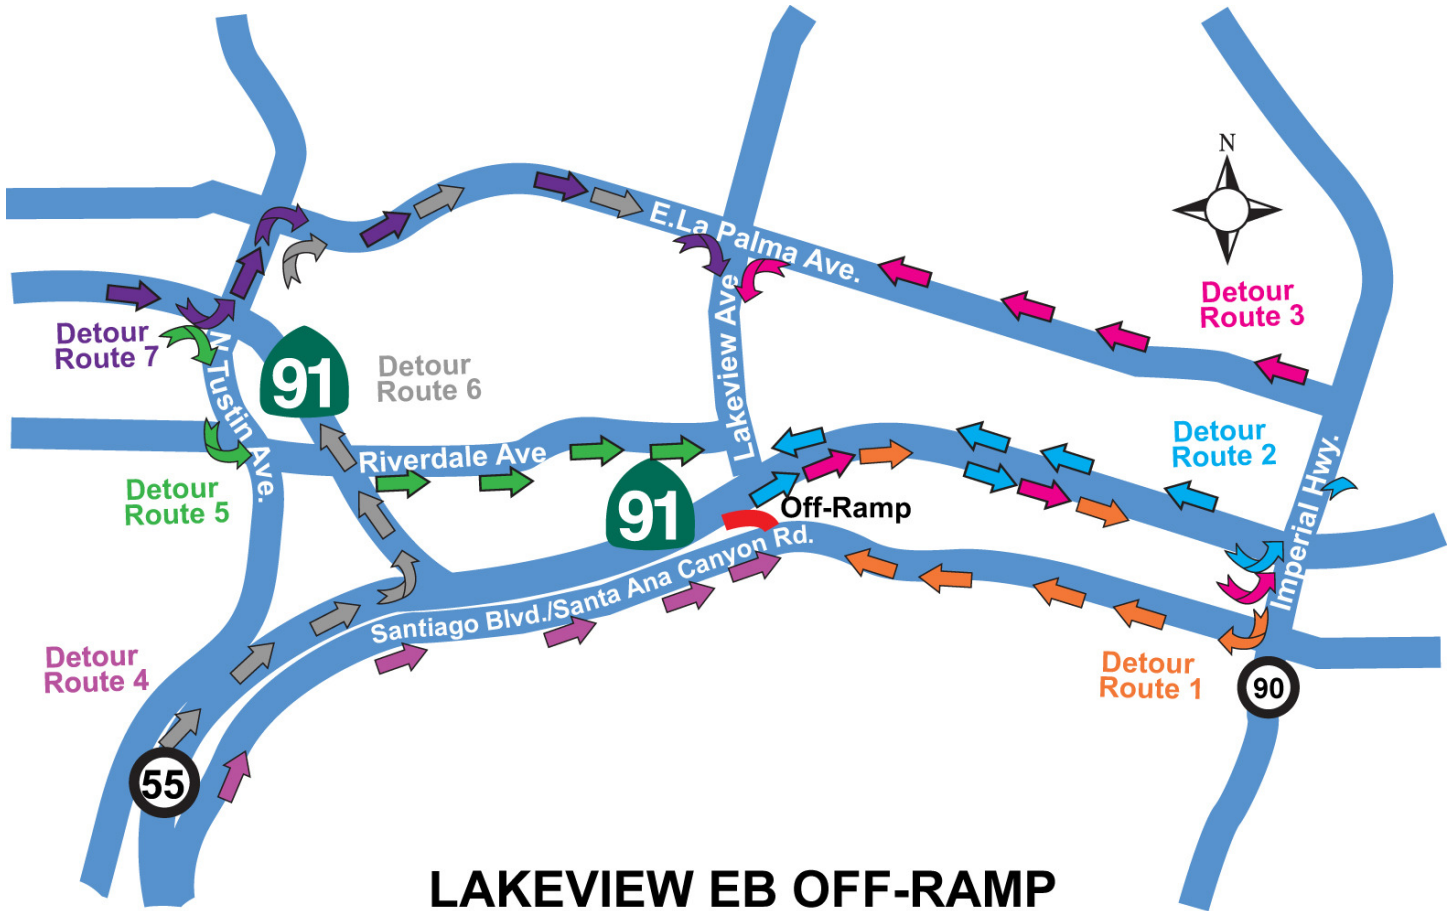 N
E.La Palma Ave.
Detour
Route 3
Detour
Route 7
N Tustin Ave.
91
Detour
Route 6
Lakeview Ave
Riverdale Ave
Detour
Route 2
Imperial Hwy.
Detour
Route 5
91
Off-Ramp
Santiago Blvd./Santa Ana Canyon Rd.
Detour
Route 4
Detour
Route 1
90
55
LAKEVIEW EB OFF-RAMP